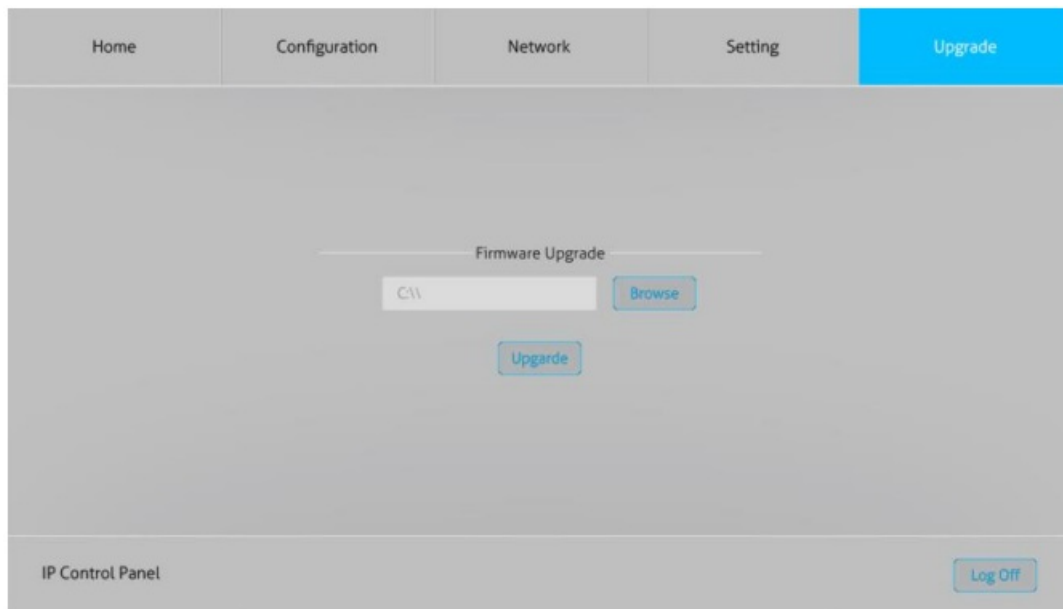 Home Configuration Network Setting Upgrade
Firmware Upgrade
C:\\ Browse
Upgarde
IP Control Panel Log Off